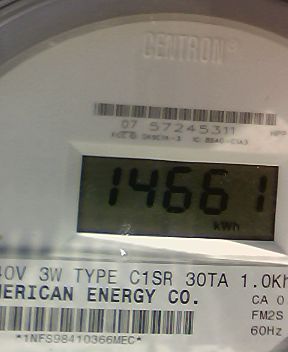 CENTRON®
07 57245311
14661
kWh
40V 3W TYPE C1SR 30TA 1.0Kh
MERICAN ENERGY CO.
CA 0
FM2S
60Hz
*1NFS98410366MEC*